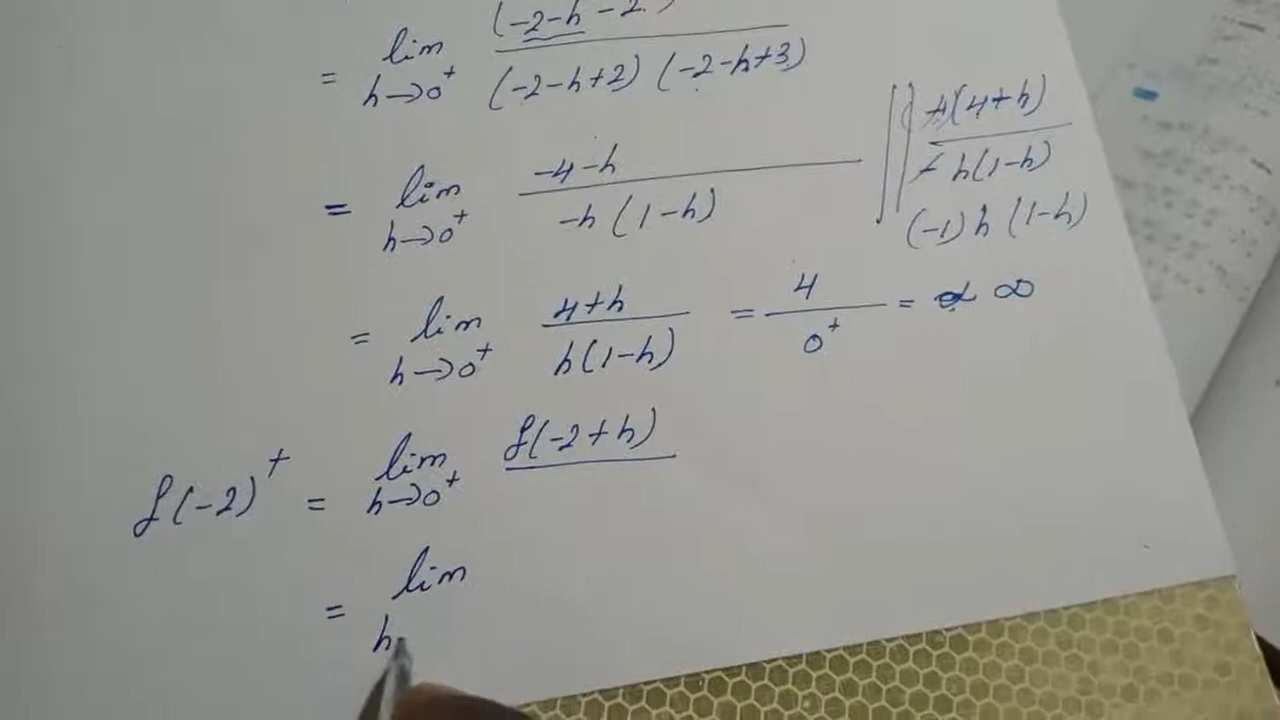 (-2-h-2)
= lim h→0⁺ (-2-h+2) (-2-h+3)
= lim h→0⁺ -4-h / -h(1-h)
(4+h)
h(1-h)
(-1)h (1-h)
= lim h→0⁺ 4+h / h(1-h) = 4 / 0⁺ = ∞
f(-2)⁺ = lim h→0⁺ f(-2+h)
= lim h